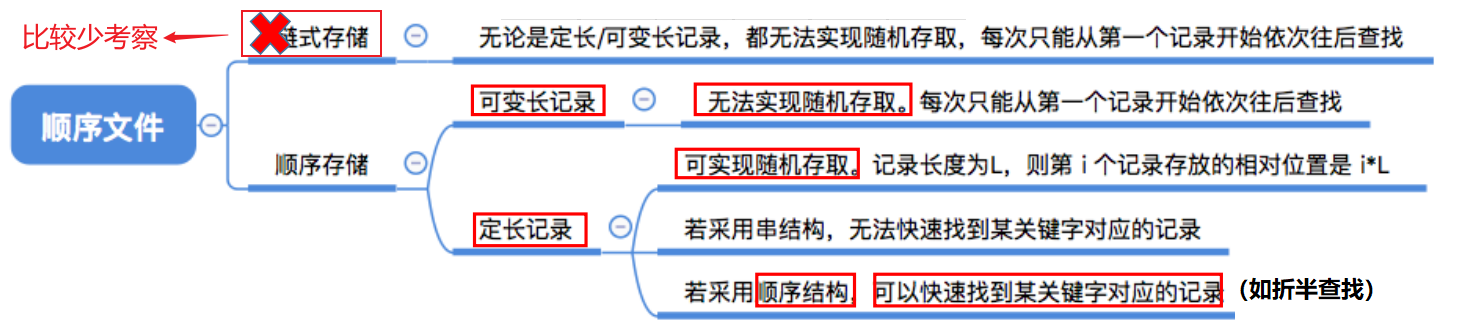 比较少考察
链式存储
无论是定长/可变长记录，都无法实现随机存取，每次只能从第一个记录开始依次往后查找
可变长记录
无法实现随机存取。每次只能从第一个记录开始依次往后查找
顺序文件
顺序存储
可实现随机存取。记录长度为L，则第 i 个记录存放的相对位置是 i*L
定长记录
若采用串结构，无法快速找到某关键字对应的记录
若采用顺序结构，可以快速找到某关键字对应的记录（如折半查找）